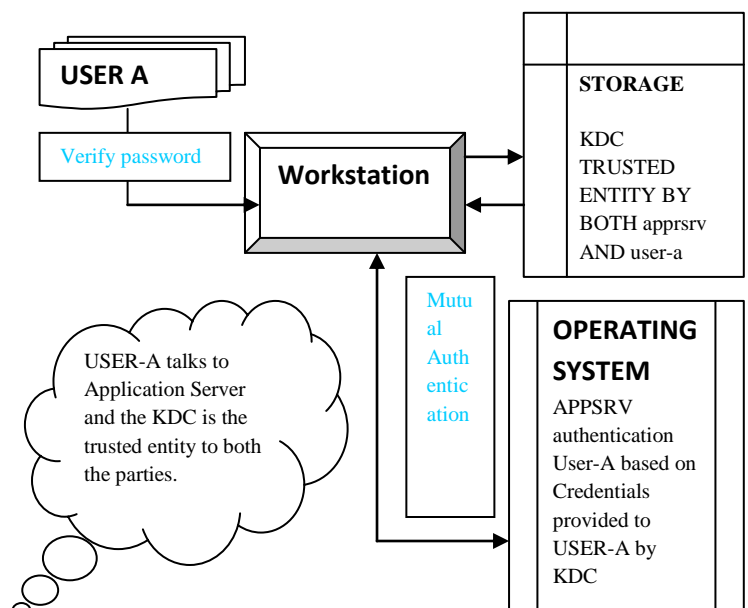 USER A
Verify password
Workstation
STORAGE
KDC
TRUSTED
ENTITY BY
BOTH apprsrv
AND user-a
Mutu
al
Auth
entic
ation
USER-A talks to
Application Server
and the KDC is the
trusted entity to both
the parties.
OPERATING
SYSTEM
APPSRV
authentication
User-A based on
Credentials
provided to
USER-A by
KDC